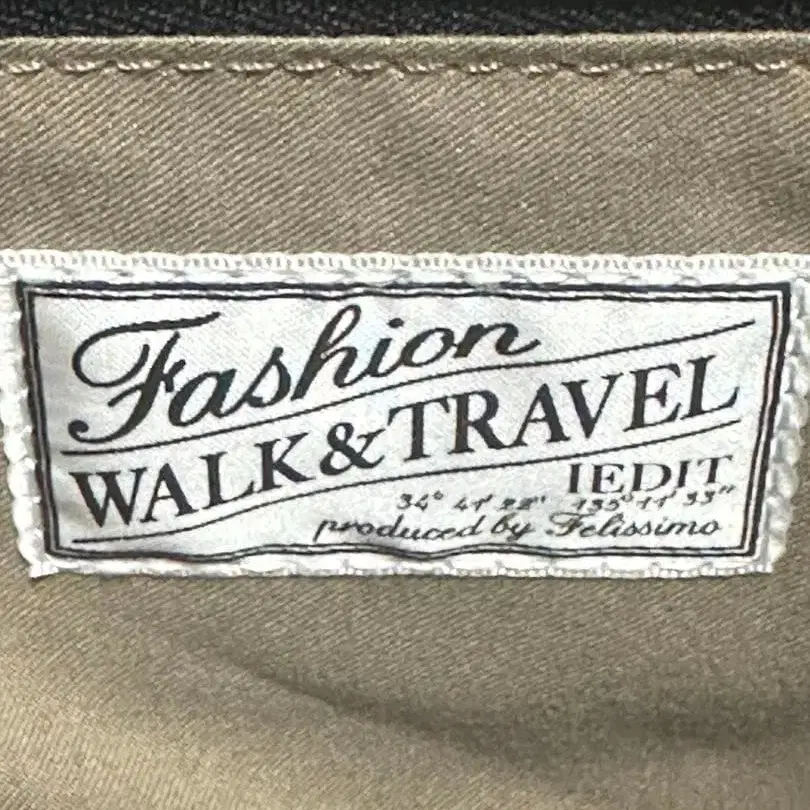 Fashion
WALK&TRAVEL
IEDIT
34° 41' 22" 135° 11' 33"
produced by Felissimo